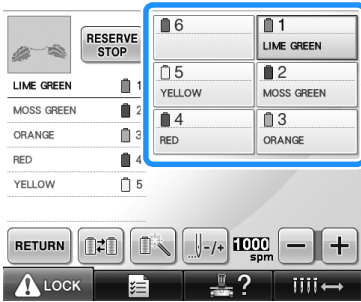 RESERVE
STOP
LIME GREEN 1
MOSS GREEN 2
ORANGE 3
RED 4
YELLOW 5
6
1
LIME GREEN
5
YELLOW
2
MOSS GREEN
4
RED
3
ORANGE
RETURN
-/+
1000
spm
− +
LOCK
?